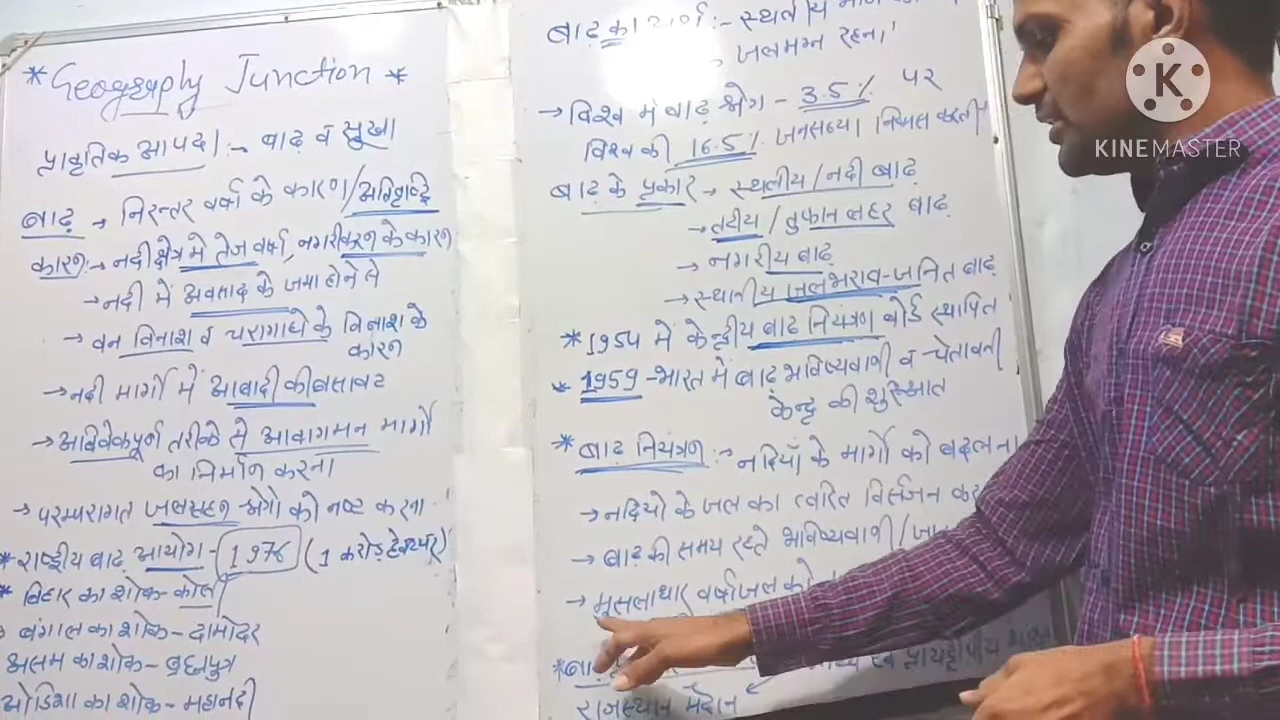 * Geography Junction *
प्राकृतिक आपदा :- बाढ़ व सूखा
बाढ़ → निरन्तर वर्षा के कारण / अतिवृष्टि
कारण :- → नदी क्षेत्र में तेज वर्षा, नगरीकरण के कारण
→ नदी में अवसाद के जमा होने से
→ वन विनाश व चरागाहो के विनाश के
कारण
→ नदी मार्गो में आबादी की बसावट
→ अविवेकपूर्ण तरीके से आवागमन मार्गो
का निर्माण करना
→ परम्परागत जलग्रहण क्षेत्रो को नष्ट करना
* राष्ट्रीय बाढ़ आयोग - 1976 (1 करोड़ हेक्टेयर)
* बिहार का शोक - कोसी
बंगाल का शोक - दामोदर
असम का शोक - ब्रह्मपुत्र
ओडिशा का शोक - महानदी
बाढ़ का अर्थ :- स्थलीय
जलमग्न रहना।
→ विश्व में बाढ़ क्षेत्र - 3.5% पर
विश्व की 16.5% जनसंख्या निवास करती
बाढ़ के प्रकार → स्थलीय / नदी बाढ़
→ तटीय / तुफान लहर बाढ़
→ नगरीय बाढ़
→ स्थानीय जलभराव-जनित बाढ़
* 1954 में केन्द्रीय बाढ़ नियंत्रण बोर्ड स्थापित
* 1959 - भारत में बाढ़ भविष्यवाणी व चेतावनी
केन्द्र की शुरुआत
* बाढ़ नियंत्रण :- नदियाँ के मार्गो को बदलना
→ नदियो के जल का त्वरित विर्सजन
→ बाढ़ की समय रहते भविष्यवाणी /
→ मूसलाधार वर्षाजल को
एवं प्रायद्वीपीय
राजस्थान मैदान
K
KINEMASTER